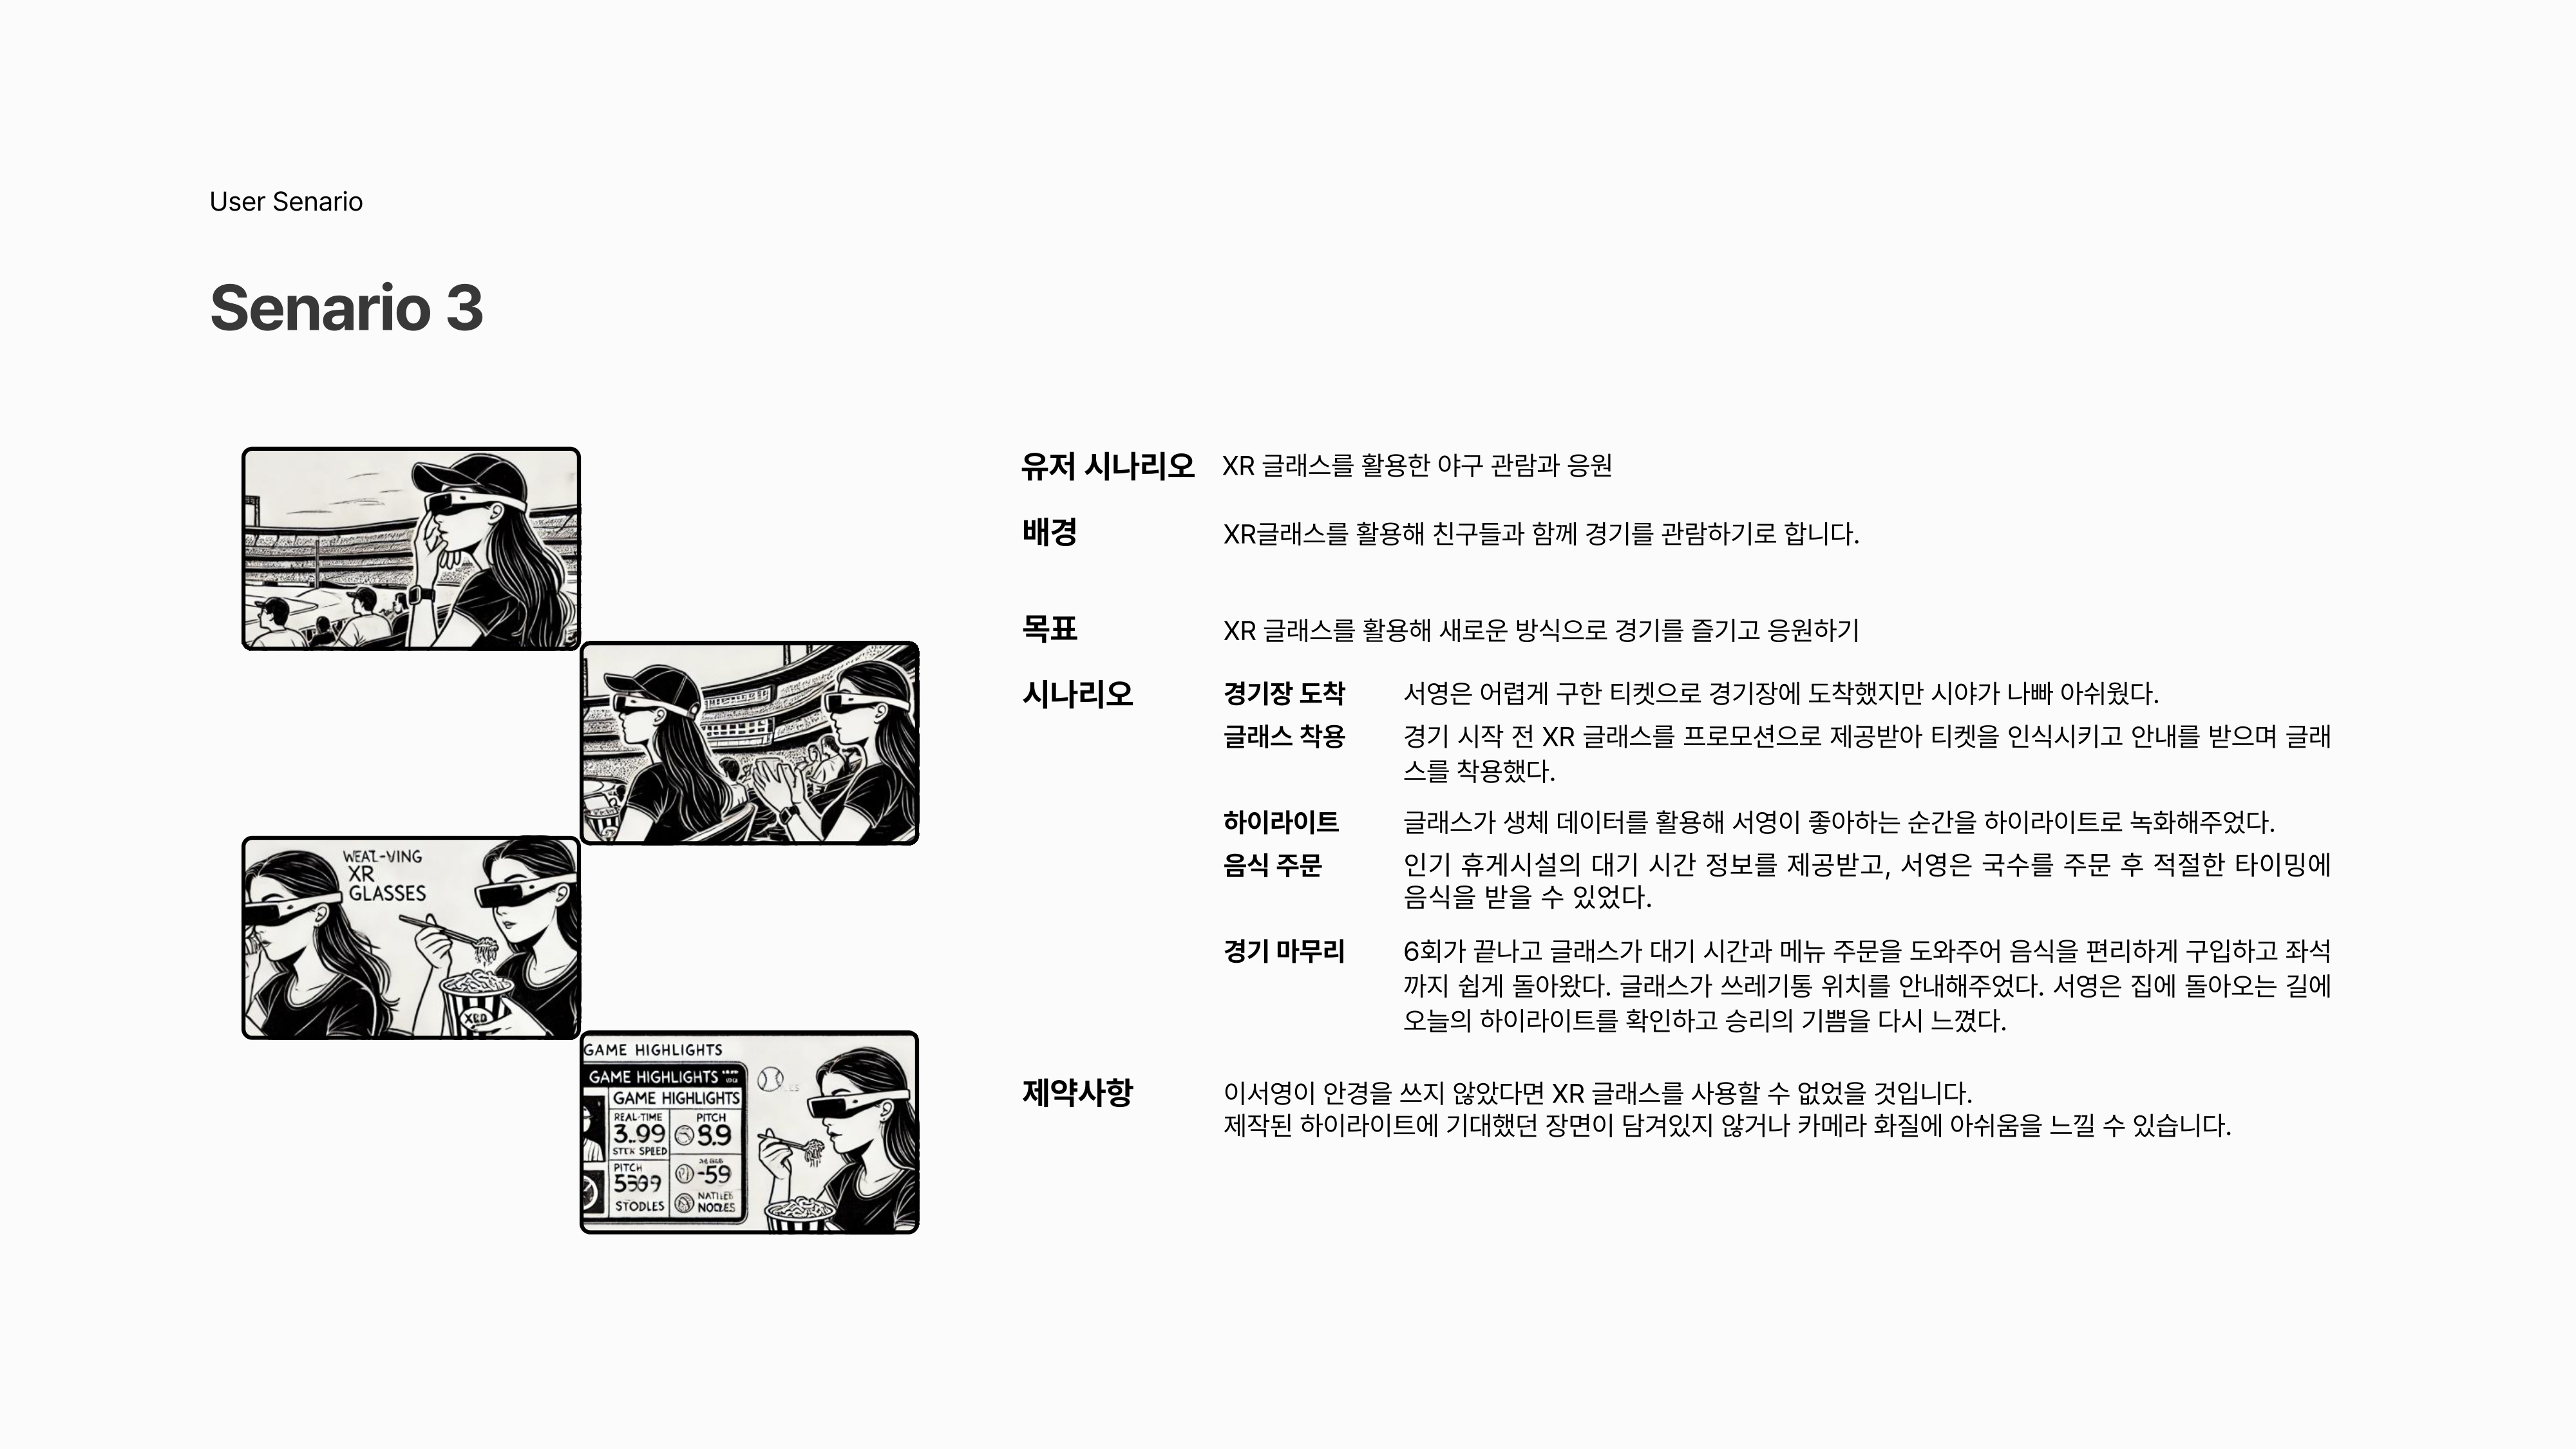 User Senario
Senario 3
유저 시나리오 XR 글래스를 활용한 야구 관람과 응원
배경 XR글래스를 활용해 친구들과 함께 경기를 관람하기로 합니다.
목표 XR 글래스를 활용해 새로운 방식으로 경기를 즐기고 응원하기
시나리오 경기장 도착 서영은 어렵게 구한 티켓으로 경기장에 도착했지만 시야가 나빠 아쉬웠다.
글래스 착용 경기 시작 전 XR 글래스를 프로모션으로 제공받아 티켓을 인식시키고 안내를 받으며 글래
스를 착용했다.
하이라이트 글래스가 생체 데이터를 활용해 서영이 좋아하는 순간을 하이라이트로 녹화해주었다.
음식 주문 인기 휴게시설의 대기 시간 정보를 제공받고, 서영은 국수를 주문 후 적절한 타이밍에
음식을 받을 수 있었다.
경기 마무리 6회가 끝나고 글래스가 대기 시간과 메뉴 주문을 도와주어 음식을 편리하게 구입하고 좌석
까지 쉽게 돌아왔다. 글래스가 쓰레기통 위치를 안내해주었다. 서영은 집에 돌아오는 길에
오늘의 하이라이트를 확인하고 승리의 기쁨을 다시 느꼈다.
제약사항 이서영이 안경을 쓰지 않았다면 XR 글래스를 사용할 수 없었을 것입니다.
제작된 하이라이트에 기대했던 장면이 담겨있지 않거나 카메라 화질에 아쉬움을 느낄 수 있습니다.
XR
GLASSES
GAME HIGHLIGHTS
GAME HIGHLIGHTS
GAME HIGHLIGHTS
REAL-TIME
3.99
SPEED
PITCH
8.9
PITCH
STODLES
-59